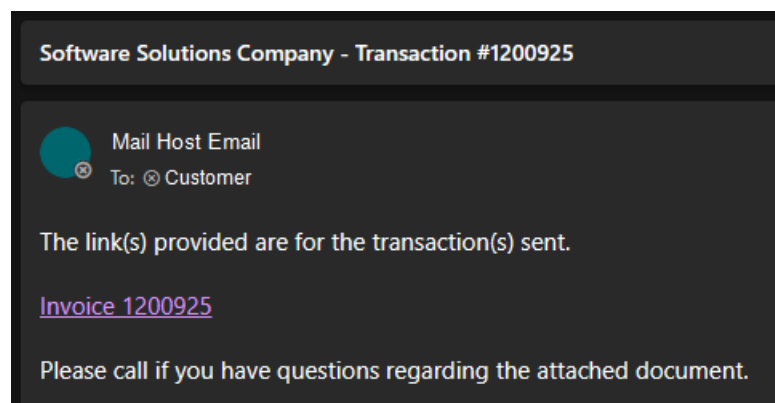 Software Solutions Company - Transaction #1200925
Mail Host Email
To: Customer
The link(s) provided are for the transaction(s) sent.
Invoice 1200925
Please call if you have questions regarding the attached document.